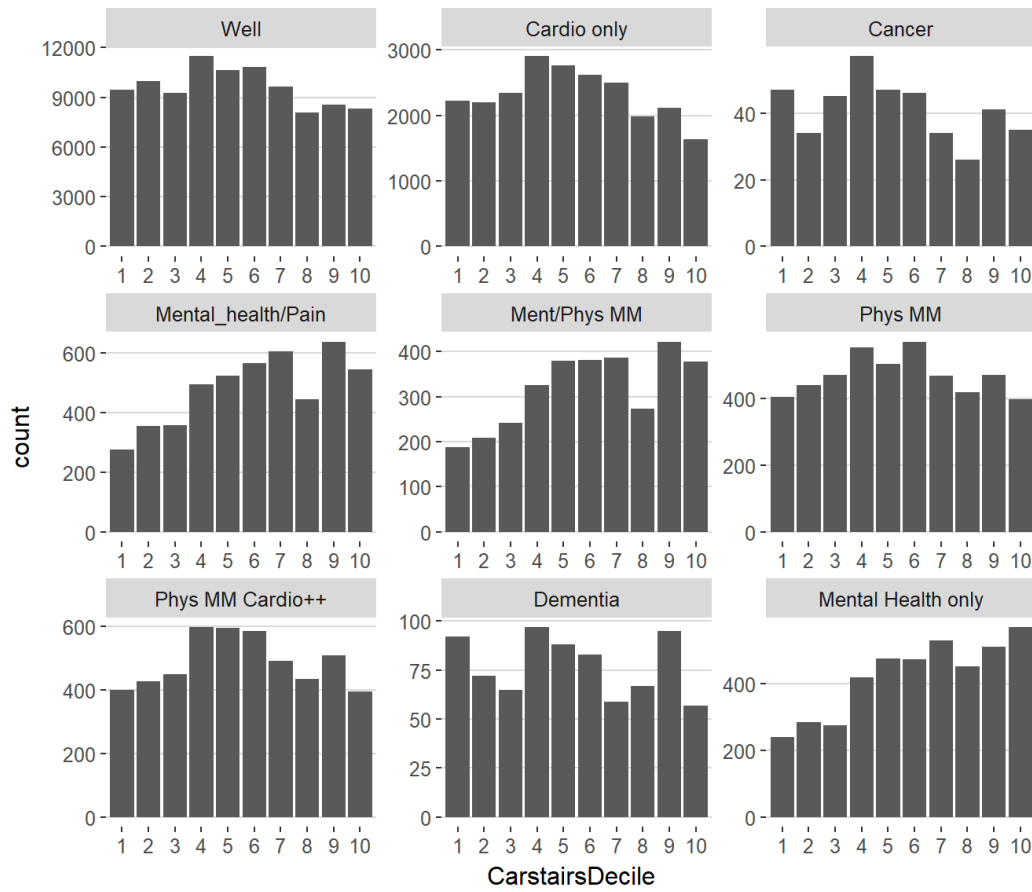 Well
Cardio only
Cancer
12000
9000
6000
3000
0
3000
2000
1000
0
40
20
0
1 2 3 4 5 6 7 8 9 10
1 2 3 4 5 6 7 8 9 10
1 2 3 4 5 6 7 8 9 10
Mental_health/Pain
Ment/Phys MM
Phys MM
600
400
200
0
400
300
200
100
0
400
200
0
1 2 3 4 5 6 7 8 9 10
1 2 3 4 5 6 7 8 9 10
1 2 3 4 5 6 7 8 9 10
count
Phys MM Cardio++
Dementia
Mental Health only
600
400
200
0
100
75
50
25
0
400
200
0
1 2 3 4 5 6 7 8 9 10
1 2 3 4 5 6 7 8 9 10
1 2 3 4 5 6 7 8 9 10
CarstairsDecile